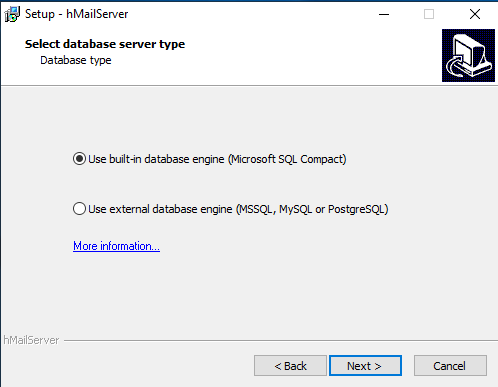 Setup - hMailServer
Select database server type
Database type
Use built-in database engine (Microsoft SQL Compact)
Use external database engine (MSSQL, MySQL or PostgreSQL)
More information...
hMailServer
< Back
Next >
Cancel